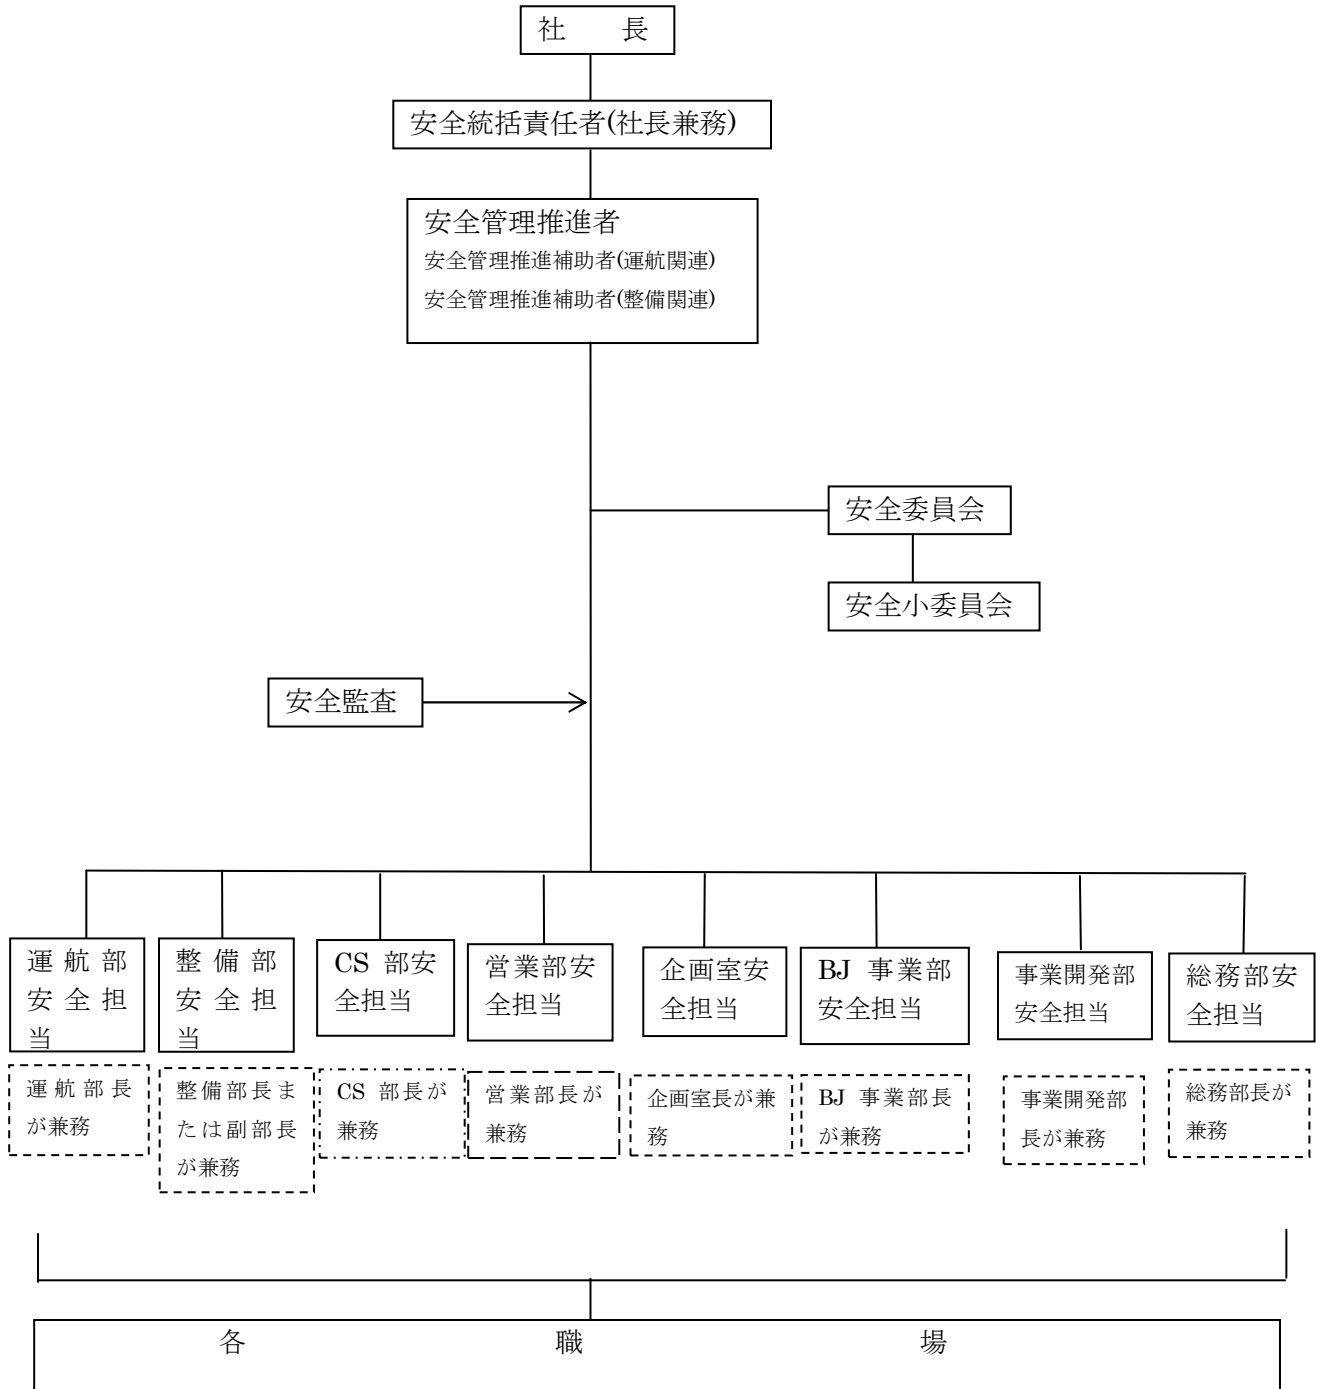 社　長
安全統括責任者(社長兼務)
安全管理推進者
安全管理推進補助者(運航関連)
安全管理推進補助者(整備関連)
安全委員会
安全小委員会
安全監査
運航部
安全担
当
整備部
安全担
当
CS 部安
全担当
営業部安
全担当
企画室安
全担当
BJ 事業部
安全担当
事業開発部
安全担当
総務部安
全担当
運航部長
が兼務
整備部長ま
たは副部長
が兼務
CS 部長が
兼務
営業部長が
兼務
企画室長が兼
務
BJ 事業部長
が兼務
事業開発部
長が兼務
総務部長が
兼務
各　職　場